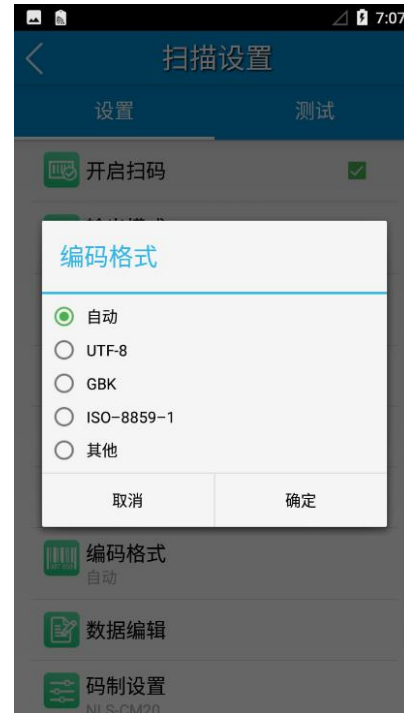 7:07
扫描设置
设置
测试
开启扫码
编码格式
自动
UTF-8
GBK
ISO-8859-1
其他
取消
确定
编码格式
自动
数据编辑
码制设置
NLS-CM20